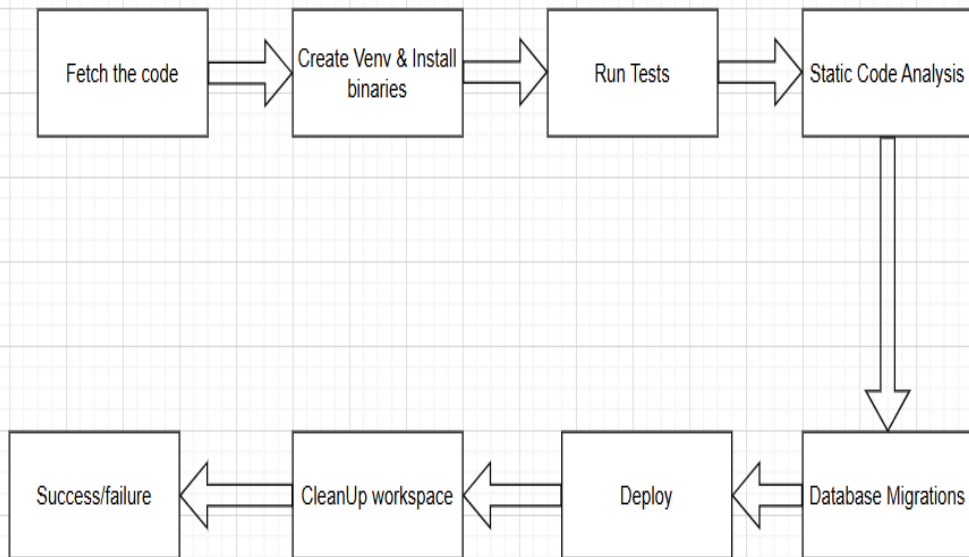 Fetch the code
Create Venv & Install
binaries
Run Tests
Static Code Analysis
Database Migrations
Deploy
CleanUp workspace
Success/failure